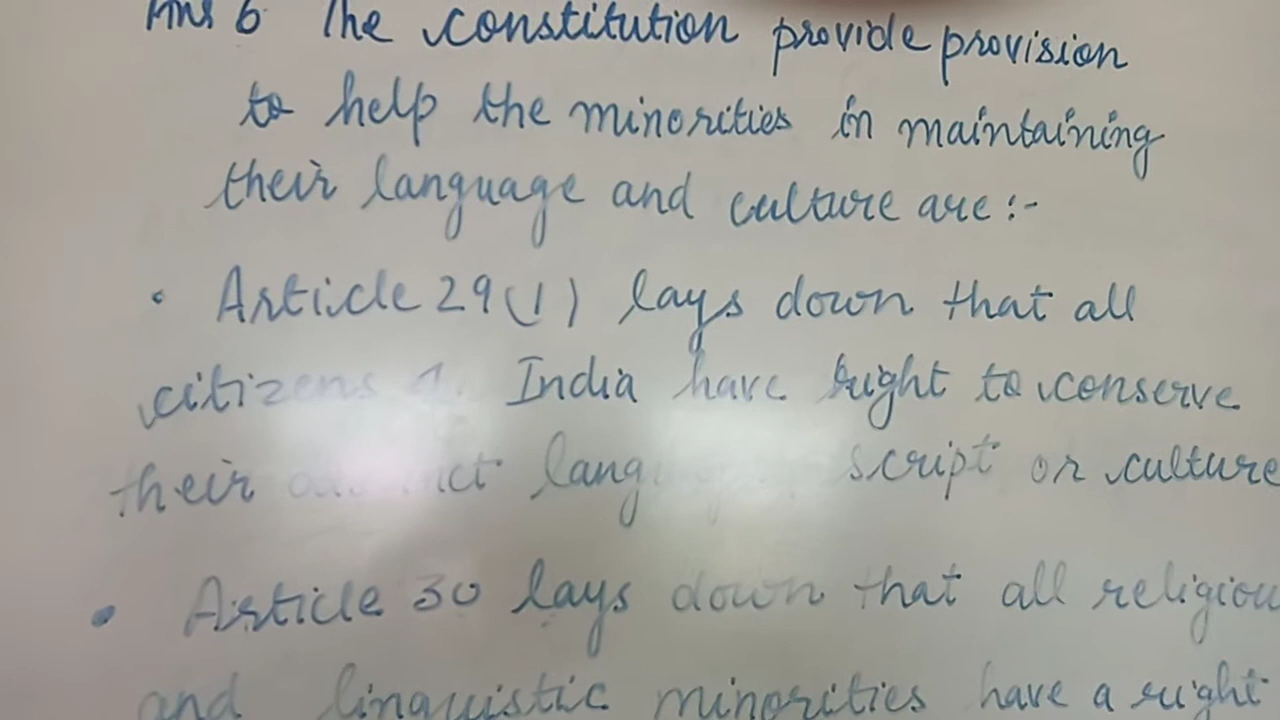 Ans 6 The constitution provide provision
to help the minorities in maintaining
their language and culture are :-
• Article 29 (1) lays down that all
citizens India have right to conserve
their script or culture
• Article 30 lays down that all
and linguistic minorities have a right